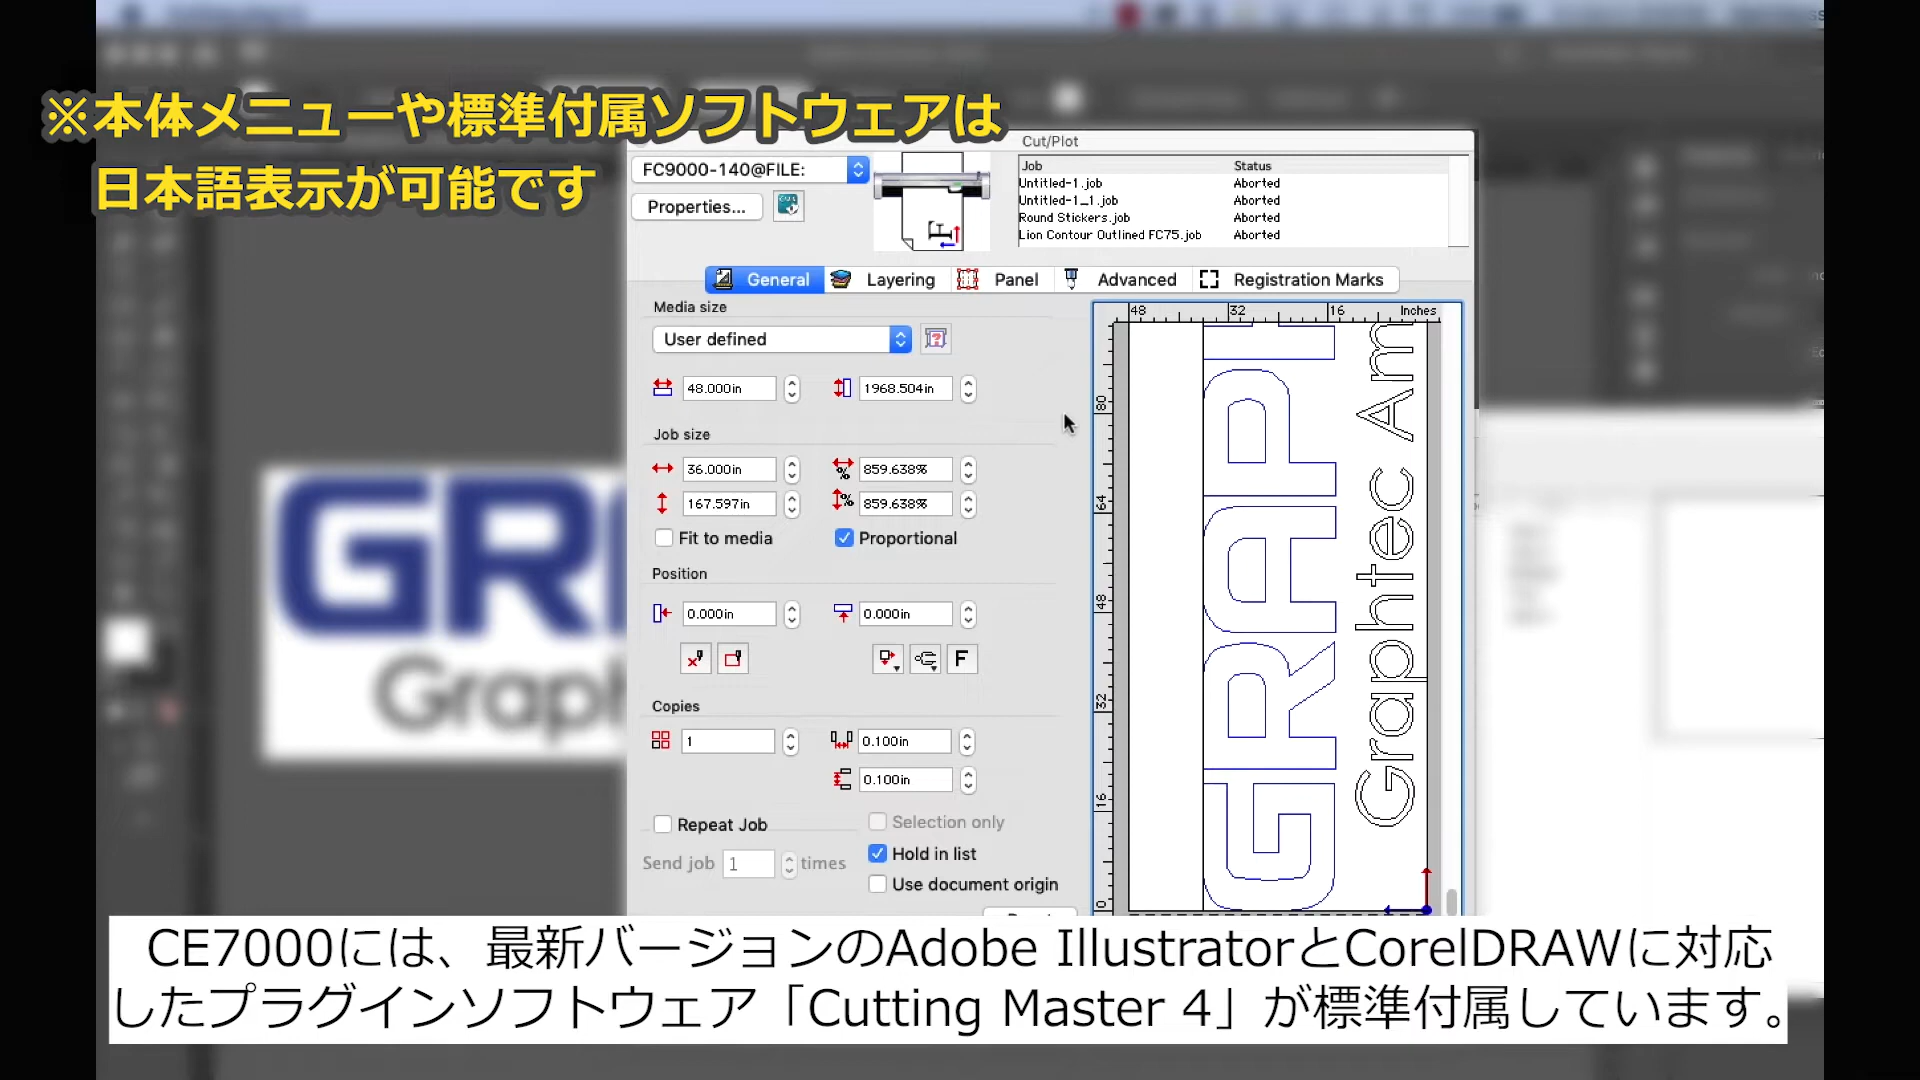 ※本体メニューや標準付属ソフトウェアは
日本語表示が可能です
Cut/Plot
FC9000-140@FILE:
Properties...
Job Status
Untitled-1.job Aborted
Untitled-1_1.job Aborted
Round Stickers.job Aborted
Lion Contour Outlined FC75.job Aborted
General Layering Panel Advanced Registration Marks
Media size
User defined
48.000in 1968.504in
Job size
36.000in 859.638%
167.597in 859.638%
Fit to media Proportional
Position
0.000in 0.000in
F
Copies
1 0.100in
0.100in
Repeat Job Selection only
Send job 1 times Hold in list
Use document origin
48 32 16 Inches
80
64
48
32
16
0
GRAP
Graphtec Am
GR
Graph
CE7000には、最新バージョンのAdobe IllustratorとCorelDRAWに対応
したプラグインソフトウェア「Cutting Master 4」が標準付属しています。